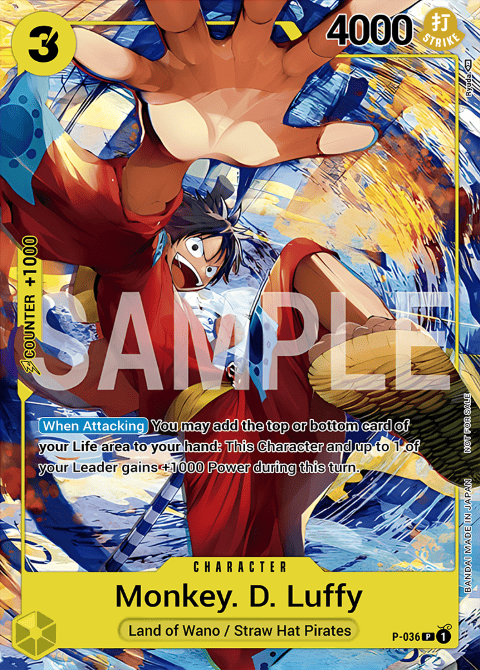 3
4000
打
STRIKE
Ryuda
COUNTER +1000
SAMPLE
When Attacking You may add the top or bottom card of
your Life area to your hand: This Character and up to 1 of
your Leader gains +1000 Power during this turn.
NOT FOR SALE
BANDAI MADE IN JAPAN
CHARACTER
Monkey. D. Luffy
Land of Wano / Straw Hat Pirates
P-036 P 1